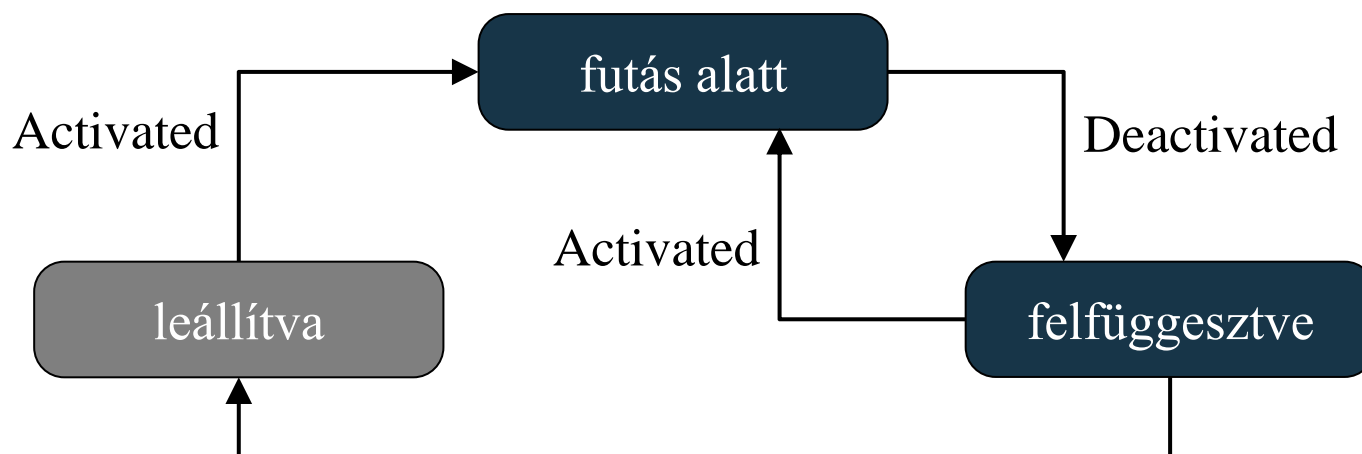 futás alatt
Activated
Deactivated
Activated
leállítva
felfüggesztve